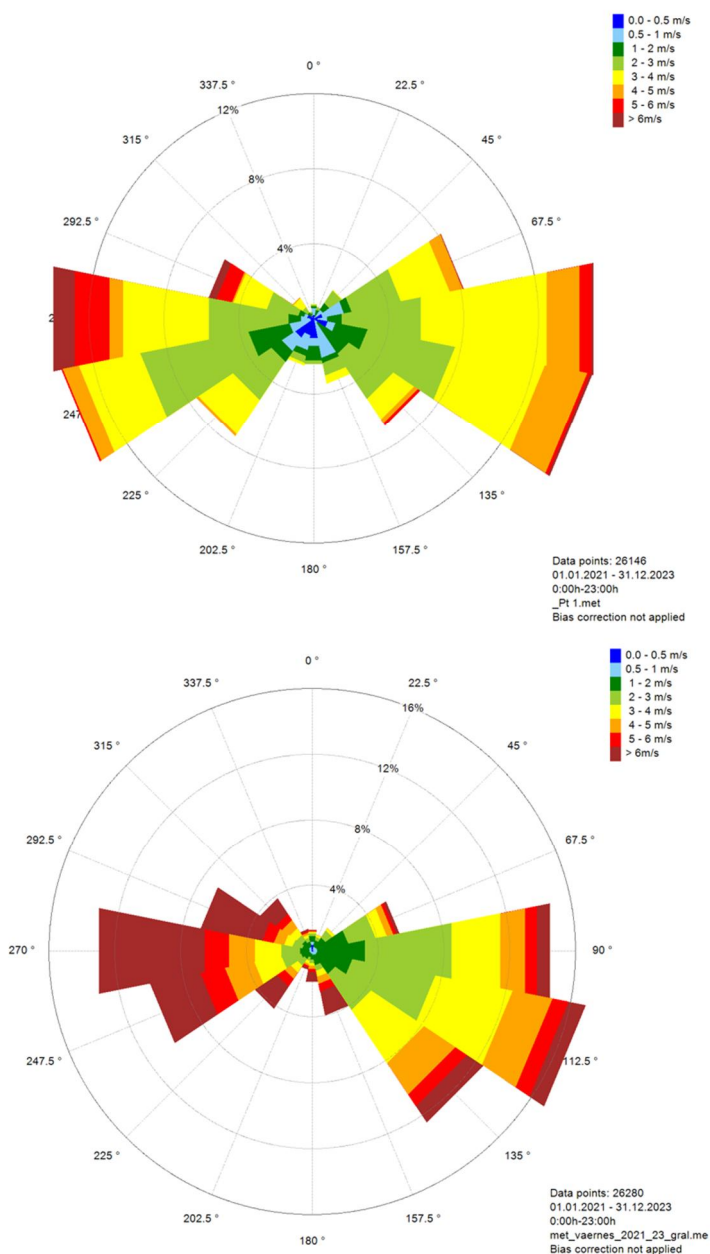 0.0 - 0.5 m/s
0.5 - 1 m/s
1 - 2 m/s
2 - 3 m/s
3 - 4 m/s
4 - 5 m/s
5 - 6 m/s
> 6m/s
0 °
337.5 °
22.5 °
12%
315 °
45 °
8%
292.5 °
67.5 °
4%
2
247
225 °
135 °
202.5 °
157.5 °
180 °
Data points: 26146
01.01.2021 - 31.12.2023
0:00h-23:00h
_Pt 1.met
Bias correction not applied
0.0 - 0.5 m/s
0.5 - 1 m/s
1 - 2 m/s
2 - 3 m/s
3 - 4 m/s
4 - 5 m/s
5 - 6 m/s
> 6m/s
0 °
337.5 °
22.5 °
16%
315 °
45 °
12%
292.5 °
67.5 °
8%
4%
270 °
90 °
247.5 °
112.5 °
225 °
135 °
202.5 °
157.5 °
180 °
Data points: 26280
01.01.2021 - 31.12.2023
0:00h-23:00h
met_vaernes_2021_23_gral.me
Bias correction not applied